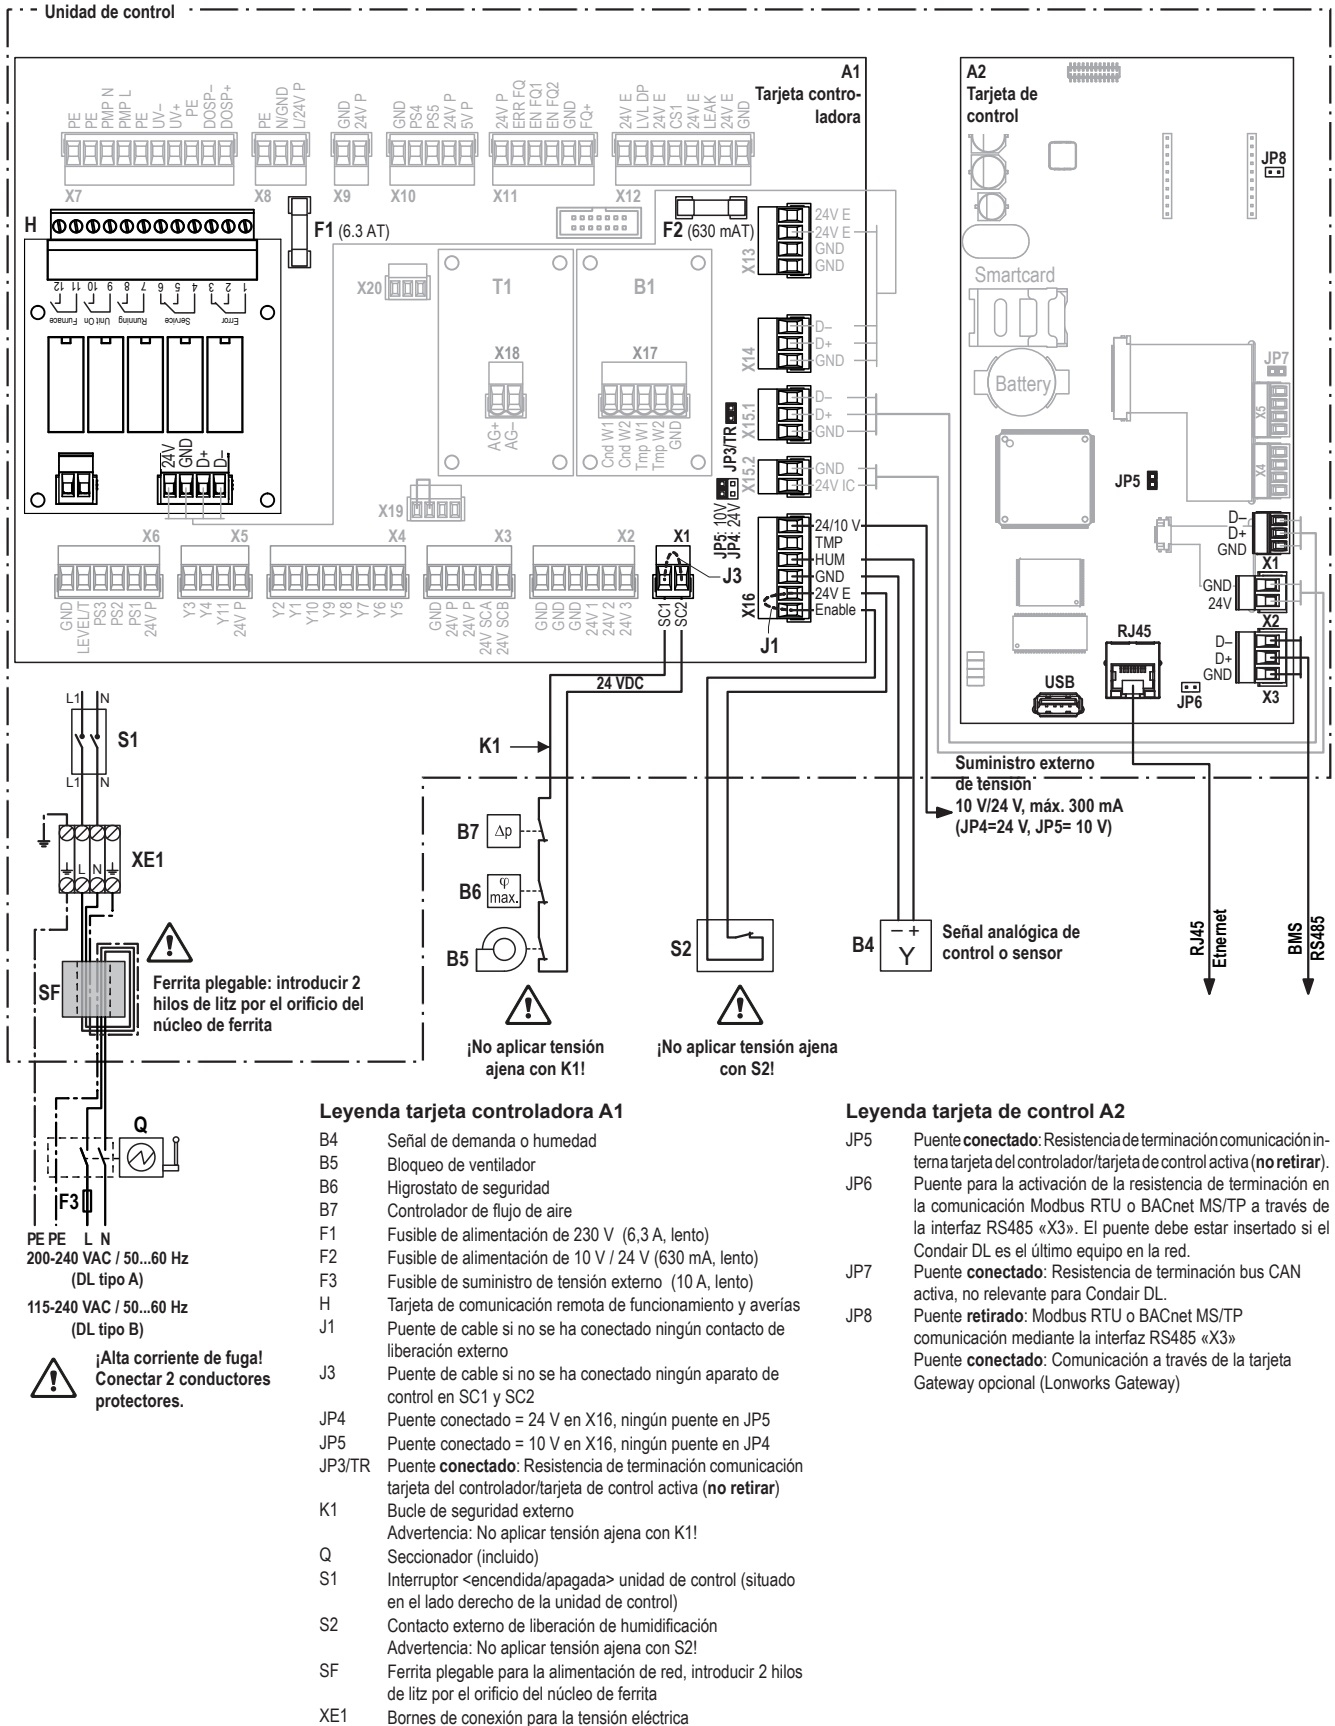 Unidad de control
A1
Tarjeta contro-
ladora
PE
PE
PMP N
PMP L
PE
UV–
UV+
PE
DOSP–
DOSP+
X7
PE
N/GND
L/24V P
X8
GND
24V P
X9
GND
PS4
PS5
24V P
5V P
X10
24V P
ERR FQ
EN FQ1
EN FQ2
GND
FQ+
X11
24V E
LVL DP
24V E
CS1
24V E
LEAK
24V E
GND
X12
H
F1 (6.3 AT)
F2 (630 mAT)
12 11 10 9 8 7 6 5 4 3 2 1
Furnace
Unit On
Running
Service
Error
24V
GND
D+
D–
X20
T1
X18
AG+
AG–
B1
X17
Cnd W1
Cnd W2
Tmp W1
Tmp W2
GND
X19
X13
24V E
24V E
GND
GND
X14
D–
D+
GND
X15.1
D–
D+
GND
JP3/TR
X15.2
GND
24V IC
JP5: 10V
JP4: 24V
X16
24/10 V
TMP
HUM
GND
24V E
Enable
J1
X6
GND
LEVEL/T
PS3
PS2
PS1
24V P
X5
Y3
Y4
Y11
24V P
X4
Y2
Y1
Y10
Y9
Y8
Y7
Y6
Y5
X3
GND
24V P
24V P
24V SCA
24V SCB
X2
GND
GND
GND
24V 1
24V 2
24V 3
X1
J3
SC1
SC2
24 VDC
A2
Tarjeta de
control
JP8
Smartcard
Battery
JP7
X5
X4
JP5
D–
D+
GND
X1
GND
24V
X2
D–
D+
GND
X3
RJ45
USB
JP6
L1 N
S1
L1 N
XE1
L N
SF
Ferrita plegable: introducir 2
hilos de litz por el orificio del
núcleo de ferrita
K1
B7 Δp
B6 φ
max.
B5
¡No aplicar tensión
ajena con K1!
S2
¡No aplicar tensión ajena
con S2!
B4
– +
Y
Señal analógica de
control o sensor
Suministro externo
de tensión
10 V/24 V, máx. 300 mA
(JP4=24 V, JP5= 10 V)
RJ45
Etnernet
BMS
RS485
Q
F3
PE PE L N
200-240 VAC / 50...60 Hz
(DL tipo A)
115-240 VAC / 50...60 Hz
(DL tipo B)
¡Alta corriente de fuga!
Conectar 2 conductores
protectores.
Leyenda tarjeta controladora A1
B4 Señal de demanda o humedad
B5 Bloqueo de ventilador
B6 Higrostato de seguridad
B7 Controlador de flujo de aire
F1 Fusible de alimentación de 230 V (6,3 A, lento)
F2 Fusible de alimentación de 10 V / 24 V (630 mA, lento)
F3 Fusible de suministro de tensión externo (10 A, lento)
H Tarjeta de comunicación remota de funcionamiento y averías
J1 Puente de cable si no se ha conectado ningún contacto de
liberación externo
J3 Puente de cable si no se ha conectado ningún aparato de
control en SC1 y SC2
JP4 Puente conectado = 24 V en X16, ningún puente en JP5
JP5 Puente conectado = 10 V en X16, ningún puente en JP4
JP3/TR Puente conectado: Resistencia de terminación comunicación
tarjeta del controlador/tarjeta de control activa (no retirar)
K1 Bucle de seguridad externo
Advertencia: No aplicar tensión ajena con K1!
Q Seccionador (incluido)
S1 Interruptor <encendida/apagada> unidad de control (situado
en el lado derecho de la unidad de control)
S2 Contacto externo de liberación de humidificación
Advertencia: No aplicar tensión ajena con S2!
SF Ferrita plegable para la alimentación de red, introducir 2 hilos
de litz por el orificio del núcleo de ferrita
XE1 Bornes de conexión para la tensión eléctrica
Leyenda tarjeta de control A2
JP5 Puente conectado: Resistencia de terminación comunicación in-
terna tarjeta del controlador/tarjeta de control activa (no retirar).
JP6 Puente para la activación de la resistencia de terminación en
la comunicación Modbus RTU o BACnet MS/TP a través de
la interfaz RS485 «X3». El puente debe estar insertado si el
Condair DL es el último equipo en la red.
JP7 Puente conectado: Resistencia de terminación bus CAN
activa, no relevante para Condair DL.
JP8 Puente retirado: Modbus RTU o BACnet MS/TP
comunicación mediante la interfaz RS485 «X3»
Puente conectado: Comunicación a través de la tarjeta
Gateway opcional (Lonworks Gateway)